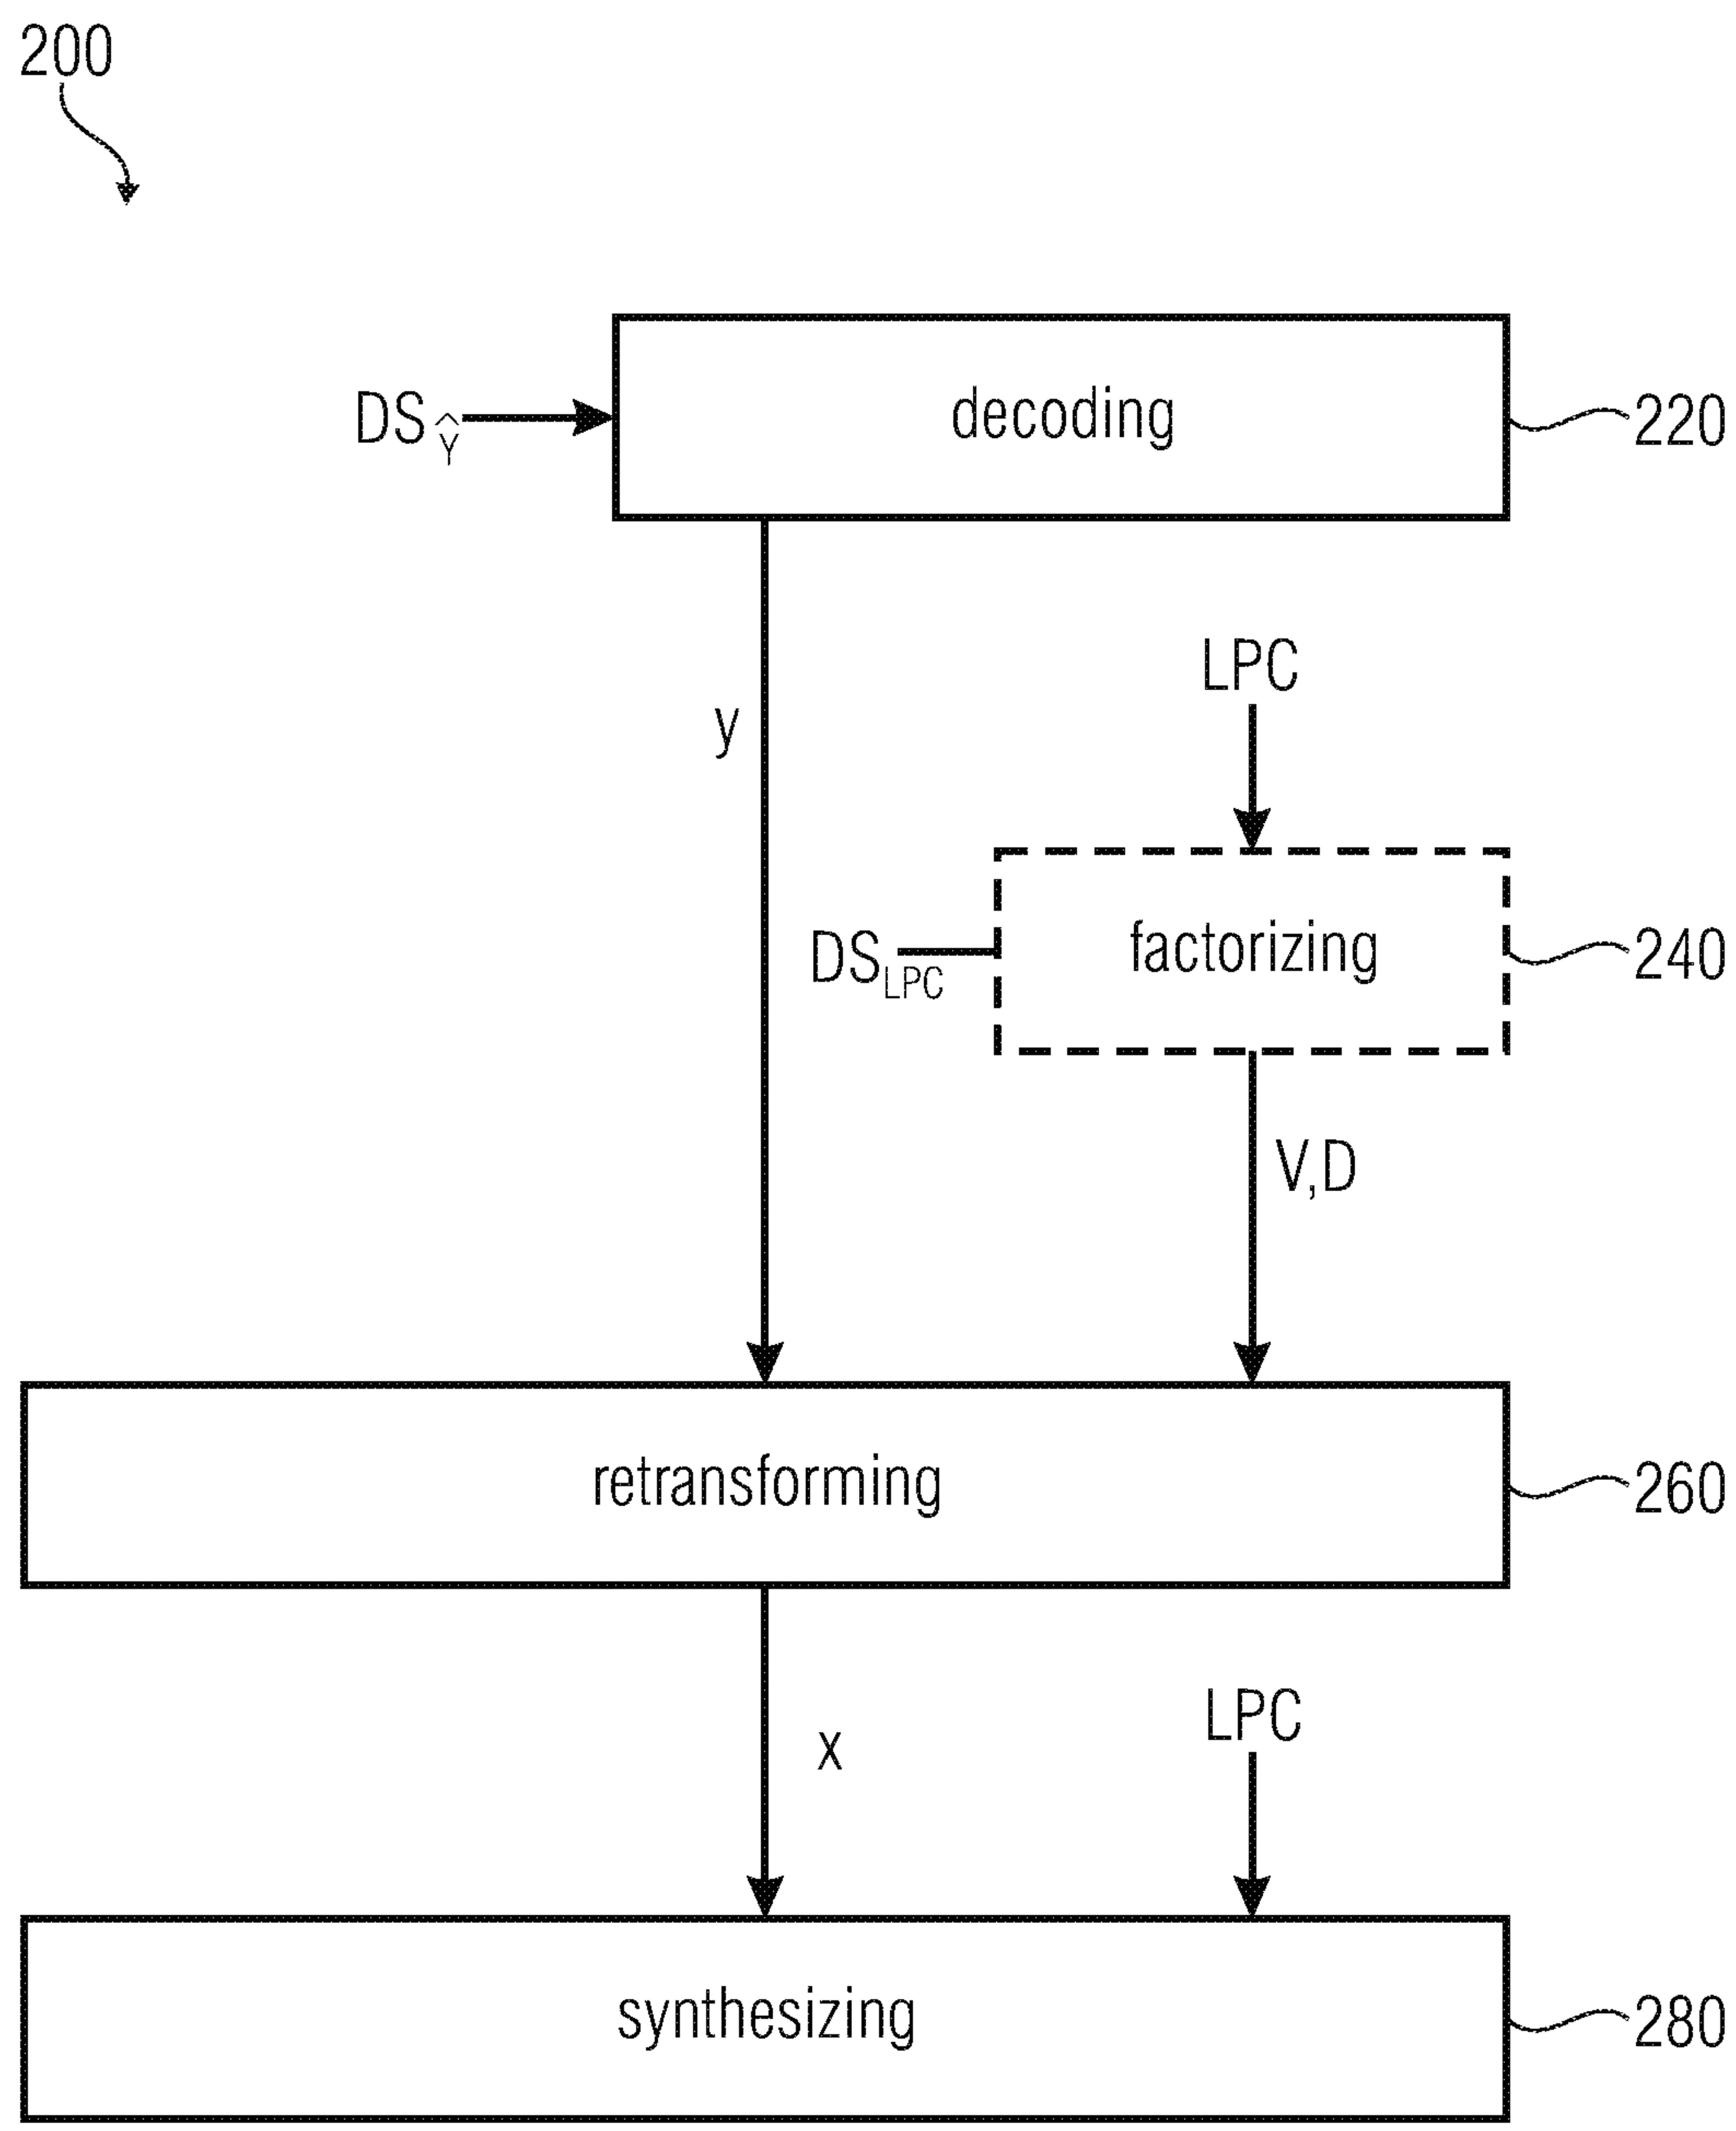 200
decoding
DS Ŷ
220
LPC
y
factorizing
DS LPC
240
V,D
retransforming
260
LPC
x
synthesizing
280